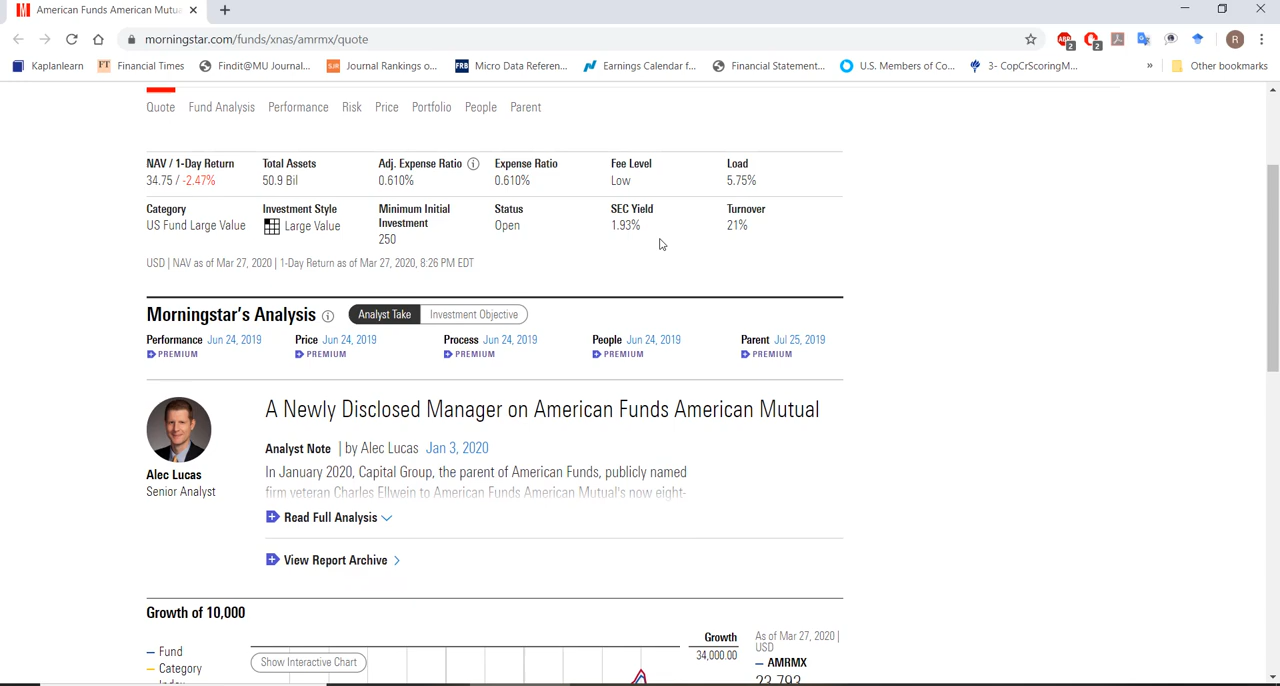 American Funds American Mutua
morningstar.com/funds/xnas/amrmx/quote
ABP
2
2
R
Kaplanlearn
FT Financial Times
Findit@MU Journal...
SJR Journal Rankings o...
FRB Micro Data Referen...
Earnings Calendar f...
Financial Statement...
U.S. Members of Co...
3- CopCrScoringM...
»
Other bookmarks
Quote Fund Analysis Performance Risk Price Portfolio People Parent
NAV / 1-Day Return Total Assets Adj. Expense Ratio Expense Ratio Fee Level Load
34.75 / -2.47% 50.9 Bil 0.610% 0.610% Low 5.75%
Category Investment Style Minimum Initial Investment Status SEC Yield Turnover
US Fund Large Value Large Value 250 Open 1.93% 21%
USD | NAV as of Mar 27, 2020 | 1-Day Return as of Mar 27, 2020, 8:26 PM EDT
Morningstar's Analysis Analyst Take Investment Objective
Performance Jun 24, 2019 Price Jun 24, 2019 Process Jun 24, 2019 People Jun 24, 2019 Parent Jul 25, 2019
PREMIUM PREMIUM PREMIUM PREMIUM PREMIUM
A Newly Disclosed Manager on American Funds American Mutual
Analyst Note | by Alec Lucas Jan 3, 2020
Alec Lucas
Senior Analyst
In January 2020, Capital Group, the parent of American Funds, publicly named
firm veteran Charles Ellwein to American Funds American Mutual's now eight-
Read Full Analysis
View Report Archive
Growth of 10,000
Fund
Category
Show Interactive Chart
Growth
34,000.00
As of Mar 27, 2020 |
USD
AMRMX
23,793